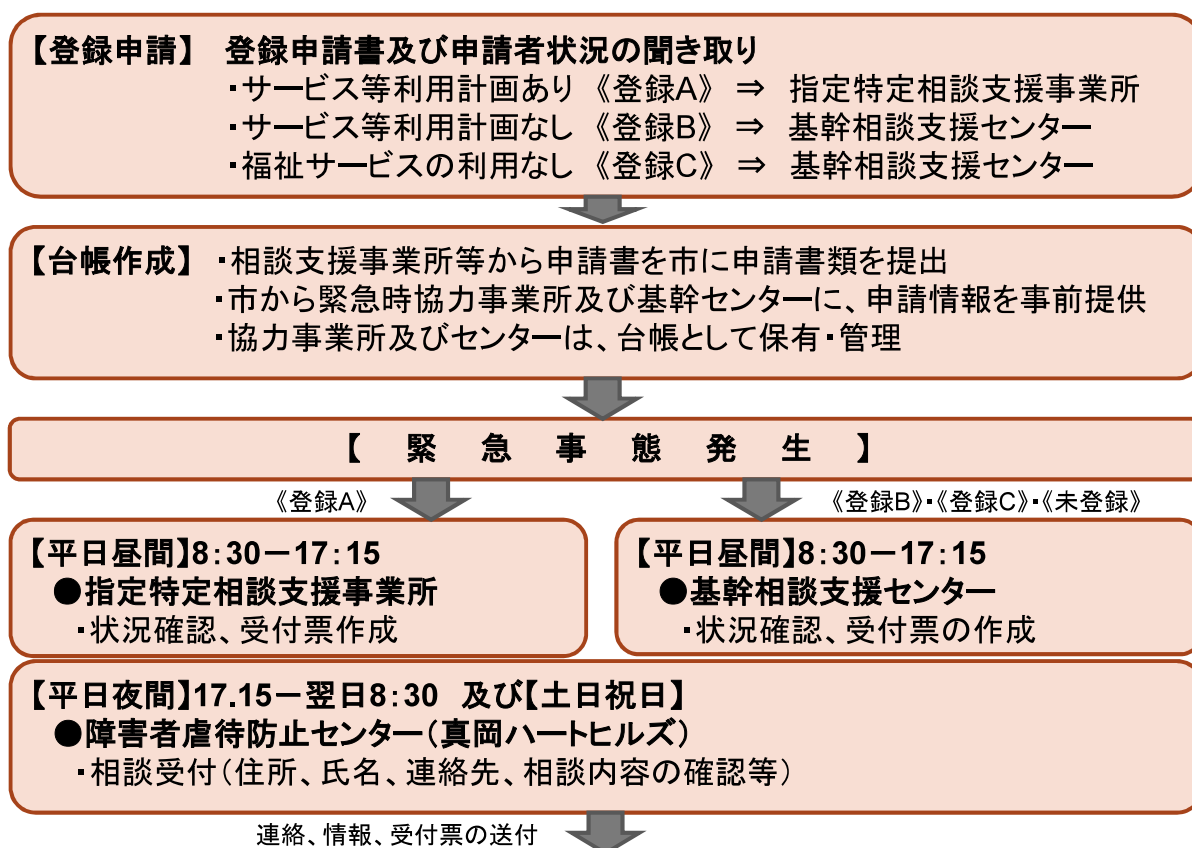 【登録申請】 登録申請書及び申請者状況の聞き取り
・サービス等利用計画あり 《登録A》 ⇒ 指定特定相談支援事業所
・サービス等利用計画なし 《登録B》 ⇒ 基幹相談支援センター
・福祉サービスの利用なし 《登録C》 ⇒ 基幹相談支援センター
【台帳作成】 ・相談支援事業所等から申請書を市に申請書類を提出
・市から緊急時協力事業所及び基幹センターに、申請情報を事前提供
・協力事業所及びセンターは、台帳として保有・管理
【 緊 急 事 態 発 生 】
《登録A》
《登録B》・《登録C》・《未登録》
【平日昼間】8:30－17:15
●指定特定相談支援事業所
・状況確認、受付票作成
【平日昼間】8:30－17:15
●基幹相談支援センター
・状況確認、受付票の作成
【平日夜間】17.15－翌日8:30 及び【土日祝日】
●障害者虐待防止センター（真岡ハートヒルズ）
・相談受付（住所、氏名、連絡先、相談内容の確認等）
連絡、情報、受付票の送付